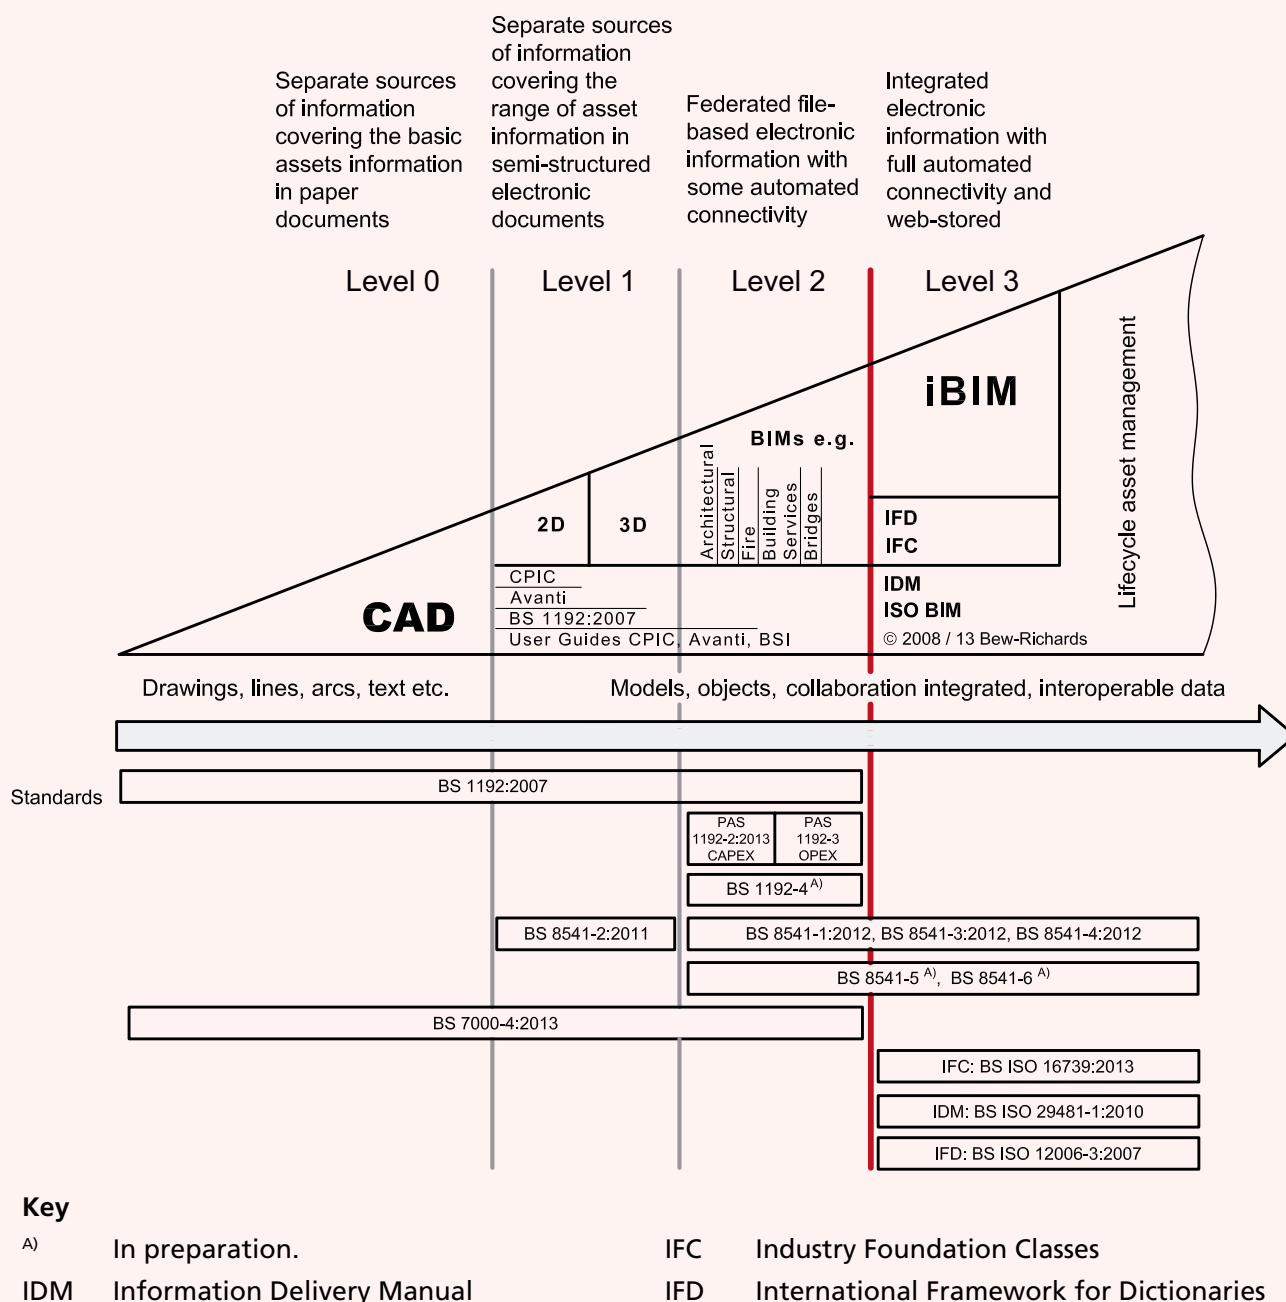 Separate sources
of information
covering the basic
assets information
in paper
documents
Separate sources
of information
covering the
range of asset
information in
semi-structured
electronic
documents
Federated file-
based electronic
information with
some automated
connectivity
Integrated
electronic
information with
full automated
connectivity and
web-stored
Level 0
Level 1
Level 2
Level 3
iBIM
BIMs e.g.
Architectural
Structural
Fire
Building
Services
Bridges
2D
3D
IFD
IFC
IDM
ISO BIM
© 2008 / 13 Bew-Richards
Lifecycle asset management
CAD
CPIC
Avanti
BS 1192:2007
User Guides CPIC, Avanti, BSI
Drawings, lines, arcs, text etc.
Models, objects, collaboration integrated, interoperable data
Standards
BS 1192:2007
PAS
1192-2:2013
CAPEX
PAS
1192-3
OPEX
BS 1192-4 A)
BS 8541-2:2011
BS 8541-1:2012, BS 8541-3:2012, BS 8541-4:2012
BS 8541-5 A), BS 8541-6 A)
BS 7000-4:2013
IFC: BS ISO 16739:2013
IDM: BS ISO 29481-1:2010
IFD: BS ISO 12006-3:2007
Key
A) In preparation.
IFC Industry Foundation Classes
IDM Information Delivery Manual
IFD International Framework for Dictionaries